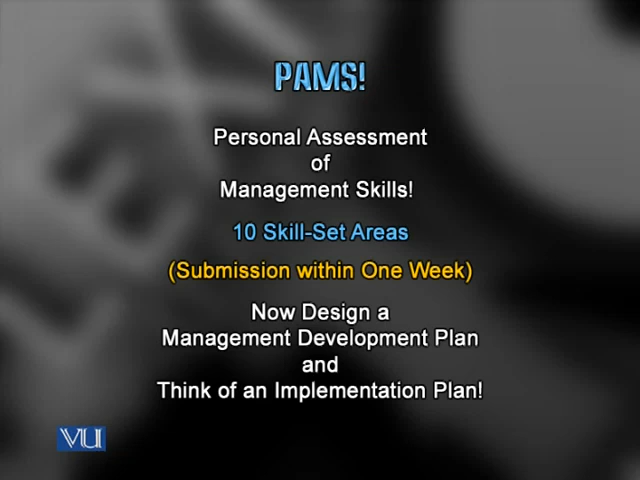 PAMS!
Personal Assessment
of
Management Skills!
10 Skill-Set Areas
(Submission within One Week)
Now Design a
Management Development Plan
and
Think of an Implementation Plan!
VU